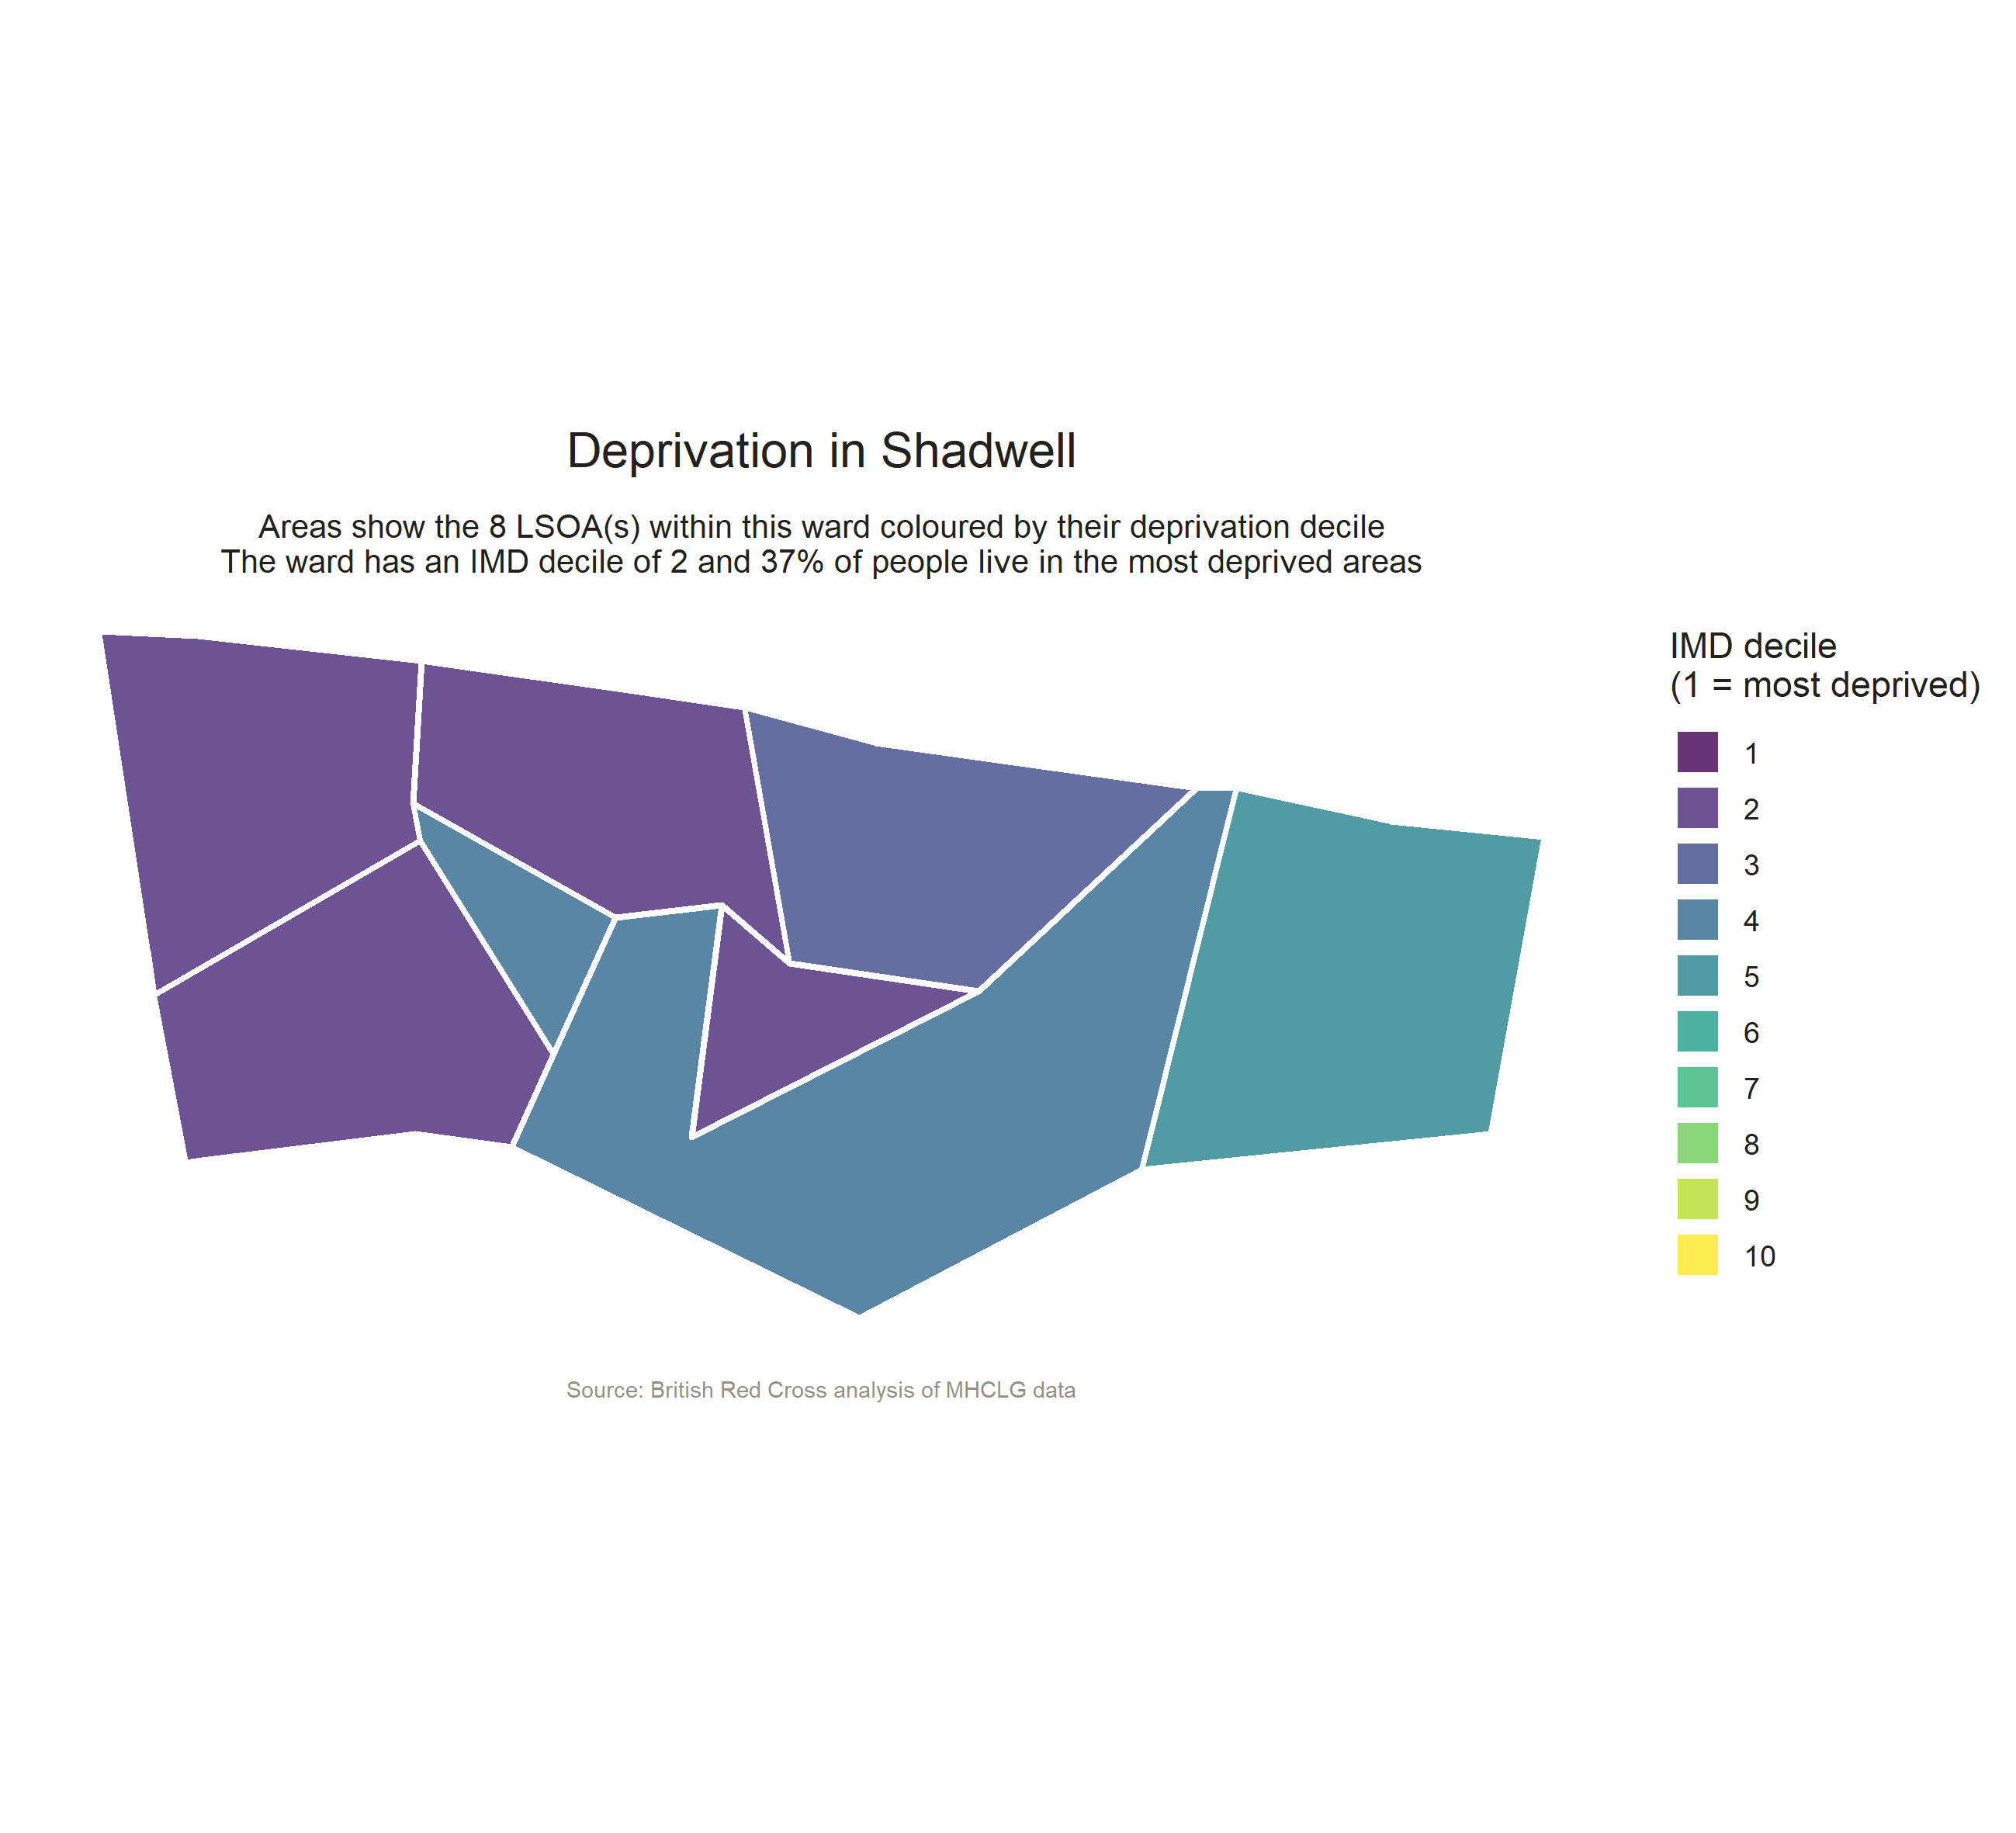 Deprivation in Shadwell
Areas show the 8 LSOA(s) within this ward coloured by their deprivation decile
The ward has an IMD decile of 2 and 37% of people live in the most deprived areas
IMD decile
(1 = most deprived)
1
2
3
4
5
6
7
8
9
10
Source: British Red Cross analysis of MHCLG data